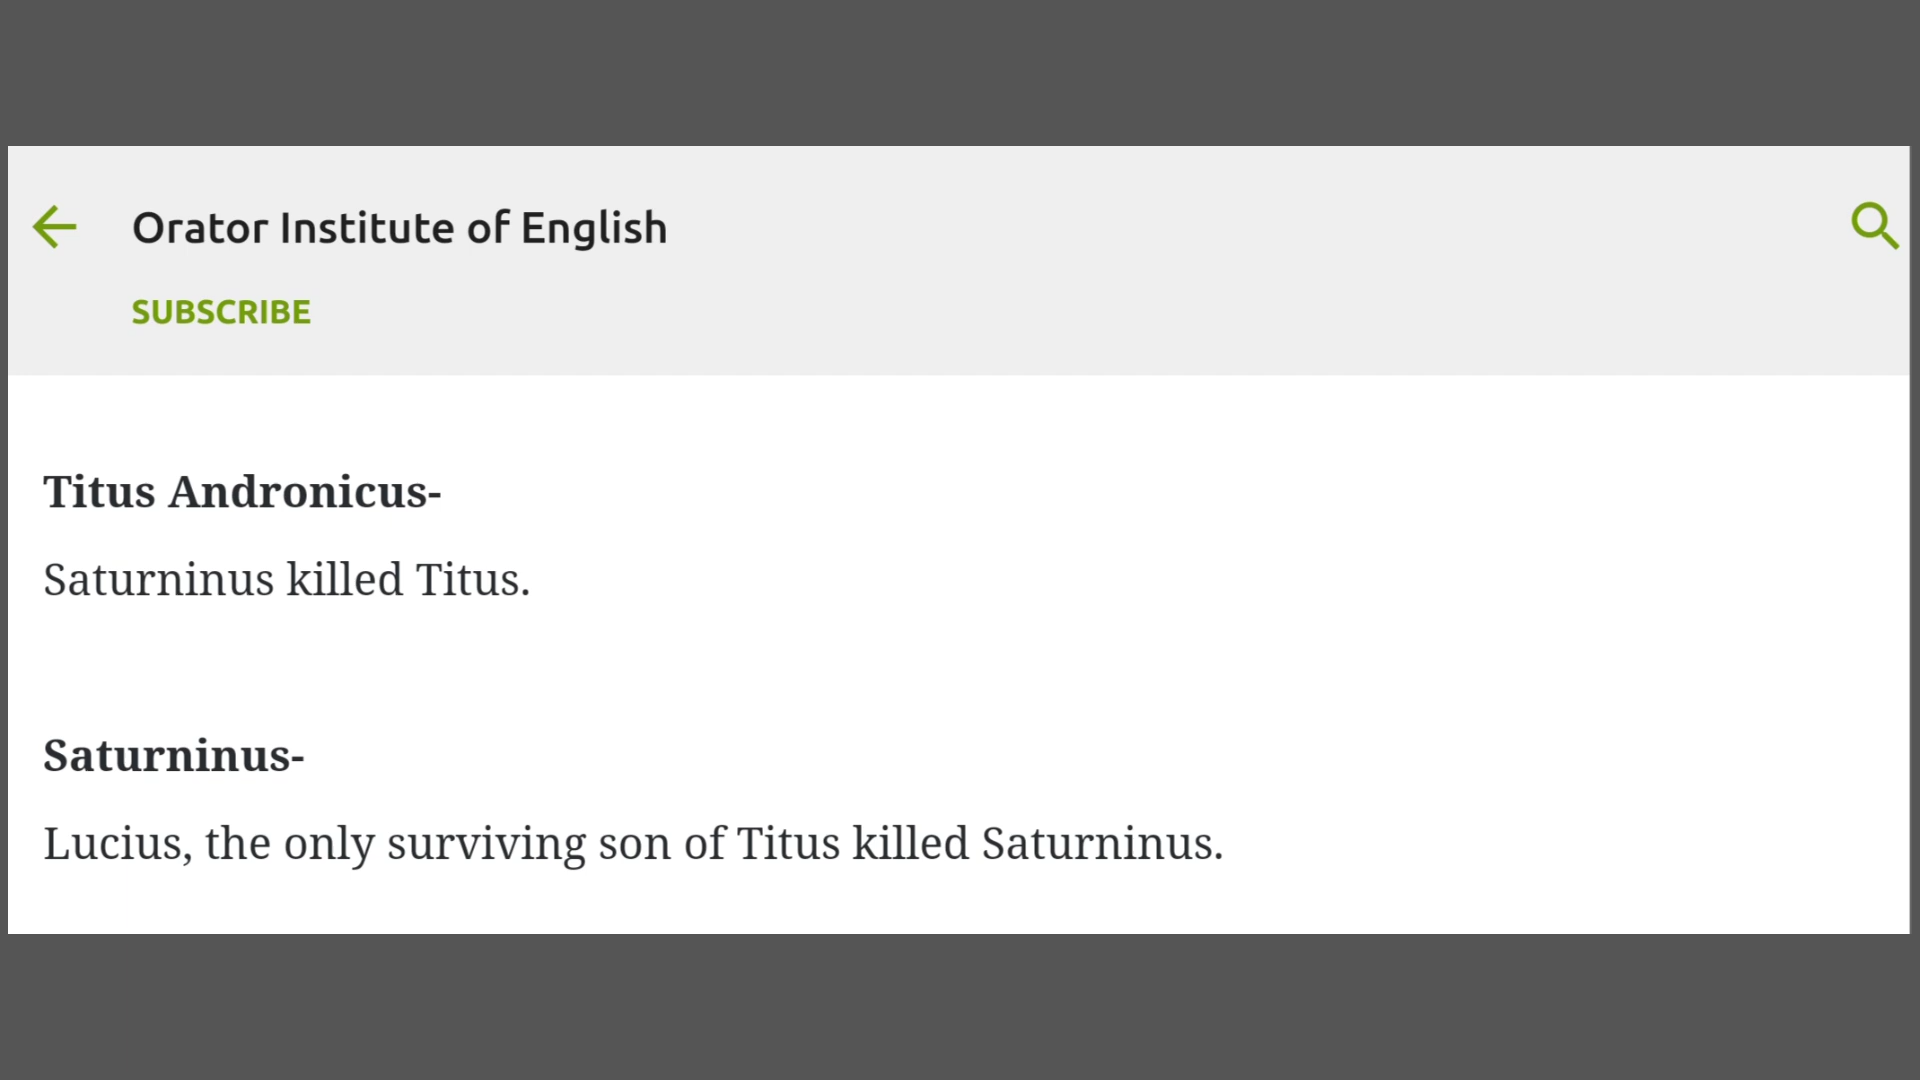 Orator Institute of English
SUBSCRIBE
Titus Andronicus-
Saturninus killed Titus.
Saturninus-
Lucius, the only surviving son of Titus killed Saturninus.